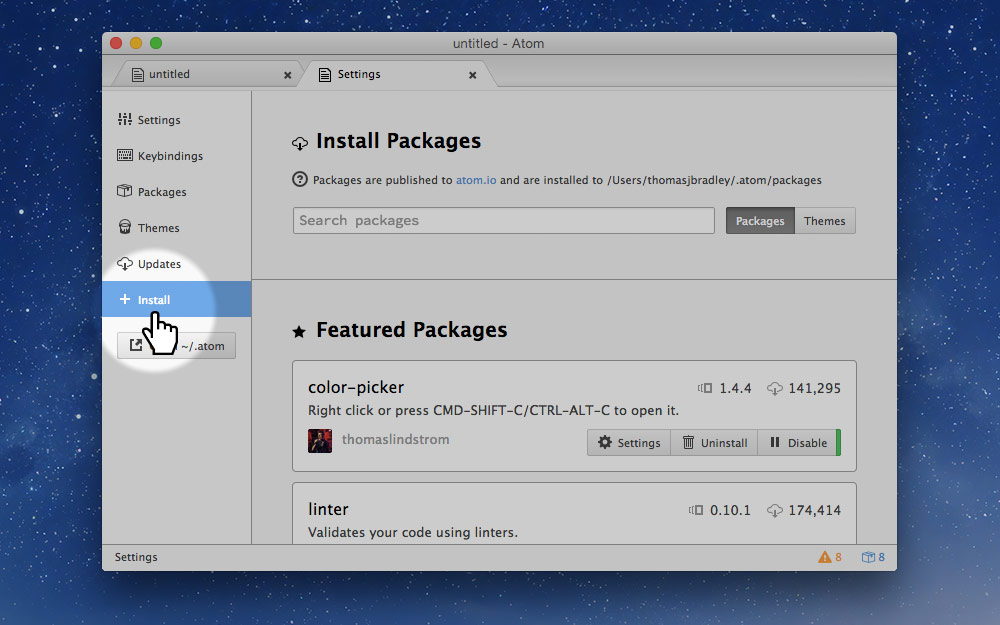 untitled - Atom
untitled
Settings
Settings
Keybindings
Packages
Themes
Updates
Install
~/.atom
Install Packages
Packages are published to atom.io and are installed to /Users/thomasjbradley/.atom/packages
Search packages
Packages
Themes
Featured Packages
color-picker
1.4.4
141,295
Right click or press CMD-SHIFT-C/CTRL-ALT-C to open it.
thomaslindstrom
Settings
Uninstall
Disable
linter
0.10.1
174,414
Validates your code using linters.
Settings
8
8